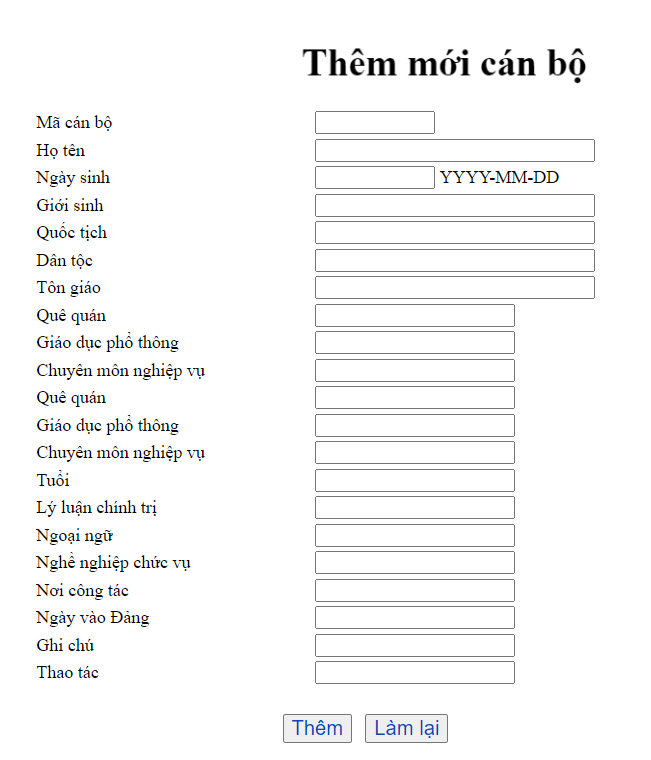 Thêm mới cán bộ
Mã cán bộ
Họ tên
Ngày sinh YYYY-MM-DD
Giới sinh
Quốc tịch
Dân tộc
Tôn giáo
Quê quán
Giáo dục phổ thông
Chuyên môn nghiệp vụ
Quê quán
Giáo dục phổ thông
Chuyên môn nghiệp vụ
Tuổi
Lý luận chính trị
Ngoại ngữ
Nghề nghiệp chức vụ
Nơi công tác
Ngày vào Đảng
Ghi chú
Thao tác
Thêm Làm lại